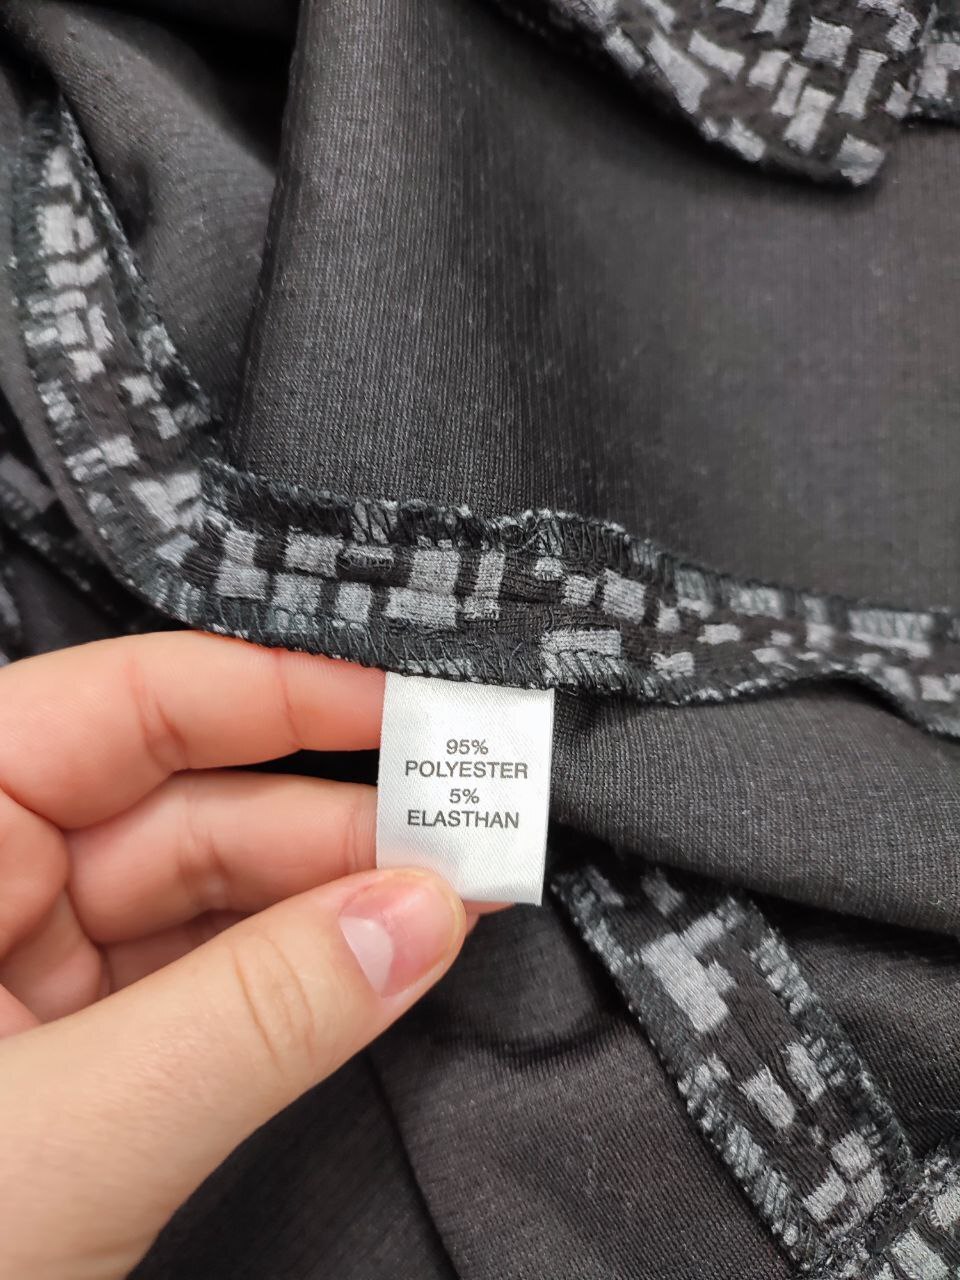 95%
POLYESTER
5%
ELASTHAN